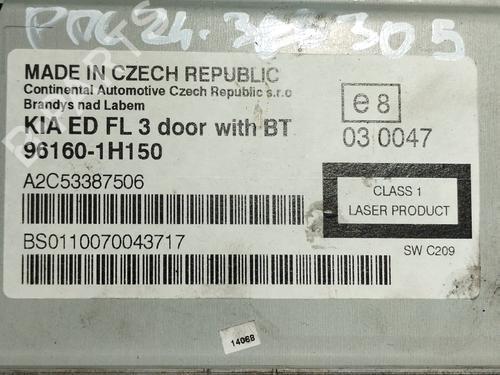 MADE IN CZECH REPUBLIC
Continental Automotive Czech Republic s.r.o
Brandys nad Labem
KIA ED FL 3 door with BT
96160-1H150
A2C53387506
BS0110070043717
e8
03 0047
CLASS 1
LASER PRODUCT
SW C209
14068